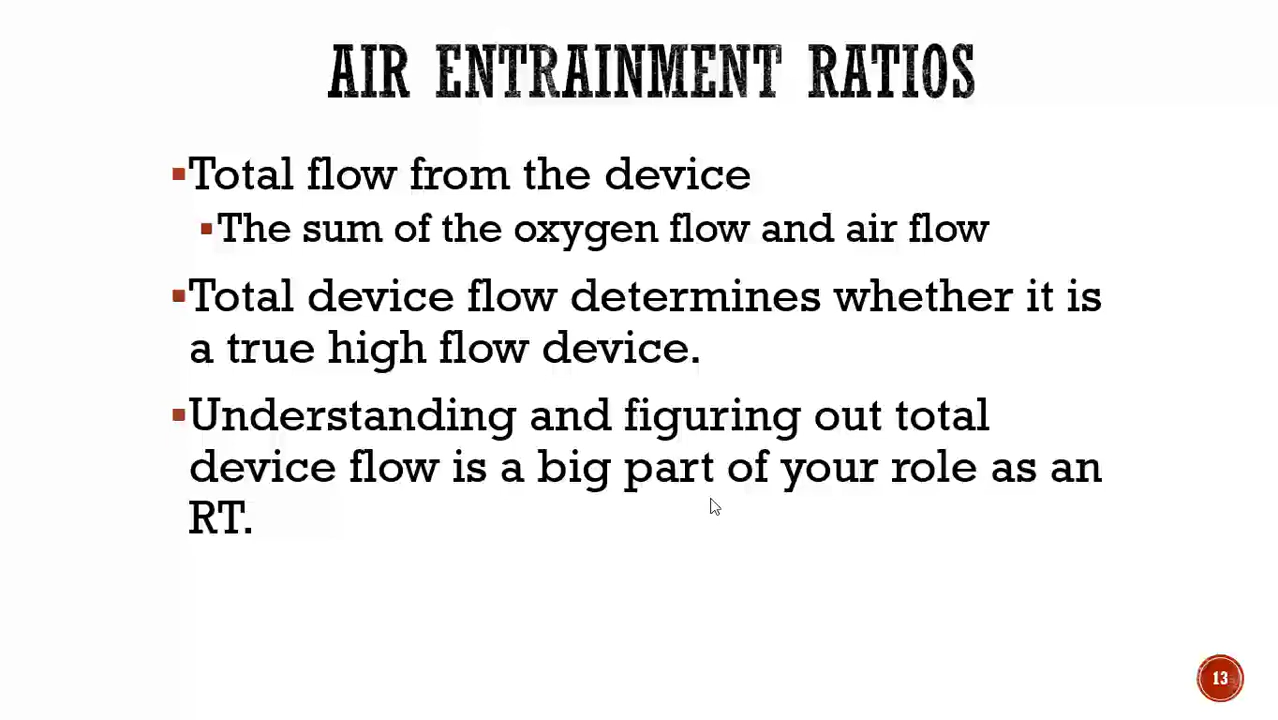 AIR ENTRAINMENT RATIOS
▪Total flow from the device
▪The sum of the oxygen flow and air flow
▪Total device flow determines whether it is
a true high flow device.
▪Understanding and figuring out total
device flow is a big part of your role as an
RT.
13